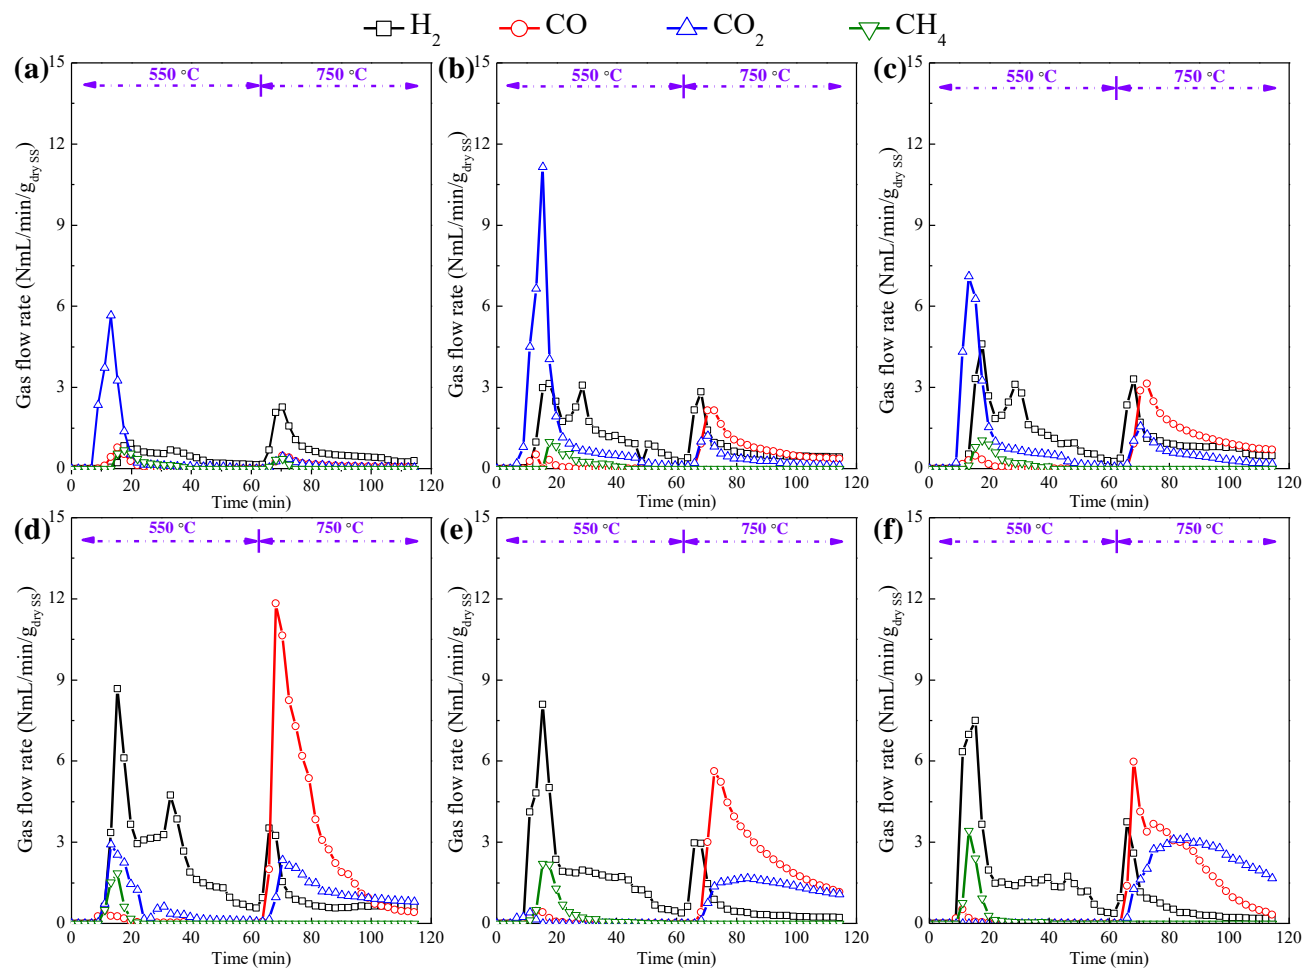 H2 CO CO2 CH4
(a) 550 °C 750 °C
15
12
9
6
3
0
Gas flow rate (NmL/min/gdry SS)
0 20 40 60 80 100 120
Time (min)
(b) 550 °C 750 °C
15
12
9
6
3
0
Gas flow rate (NmL/min/gdry SS)
0 20 40 60 80 100 120
Time (min)
(c) 550 °C 750 °C
15
12
9
6
3
0
Gas flow rate (NmL/min/gdry SS)
0 20 40 60 80 100 120
Time (min)
(d) 550 °C 750 °C
15
12
9
6
3
0
Gas flow rate (NmL/min/gdry SS)
0 20 40 60 80 100 120
Time (min)
(e) 550 °C 750 °C
15
12
9
6
3
0
Gas flow rate (NmL/min/gdry SS)
0 20 40 60 80 100 120
Time (min)
(f) 550 °C 750 °C
15
12
9
6
3
0
Gas flow rate (NmL/min/gdry SS)
0 20 40 60 80 100 120
Time (min)